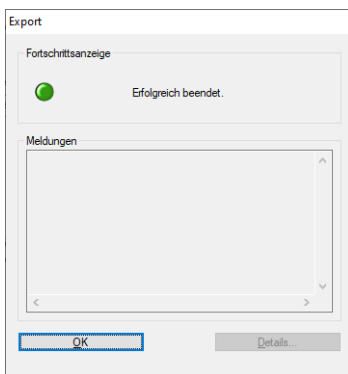 Export
Fortschrittsanzeige
Erfolgreich beendet.
Meldungen
OK
Details...